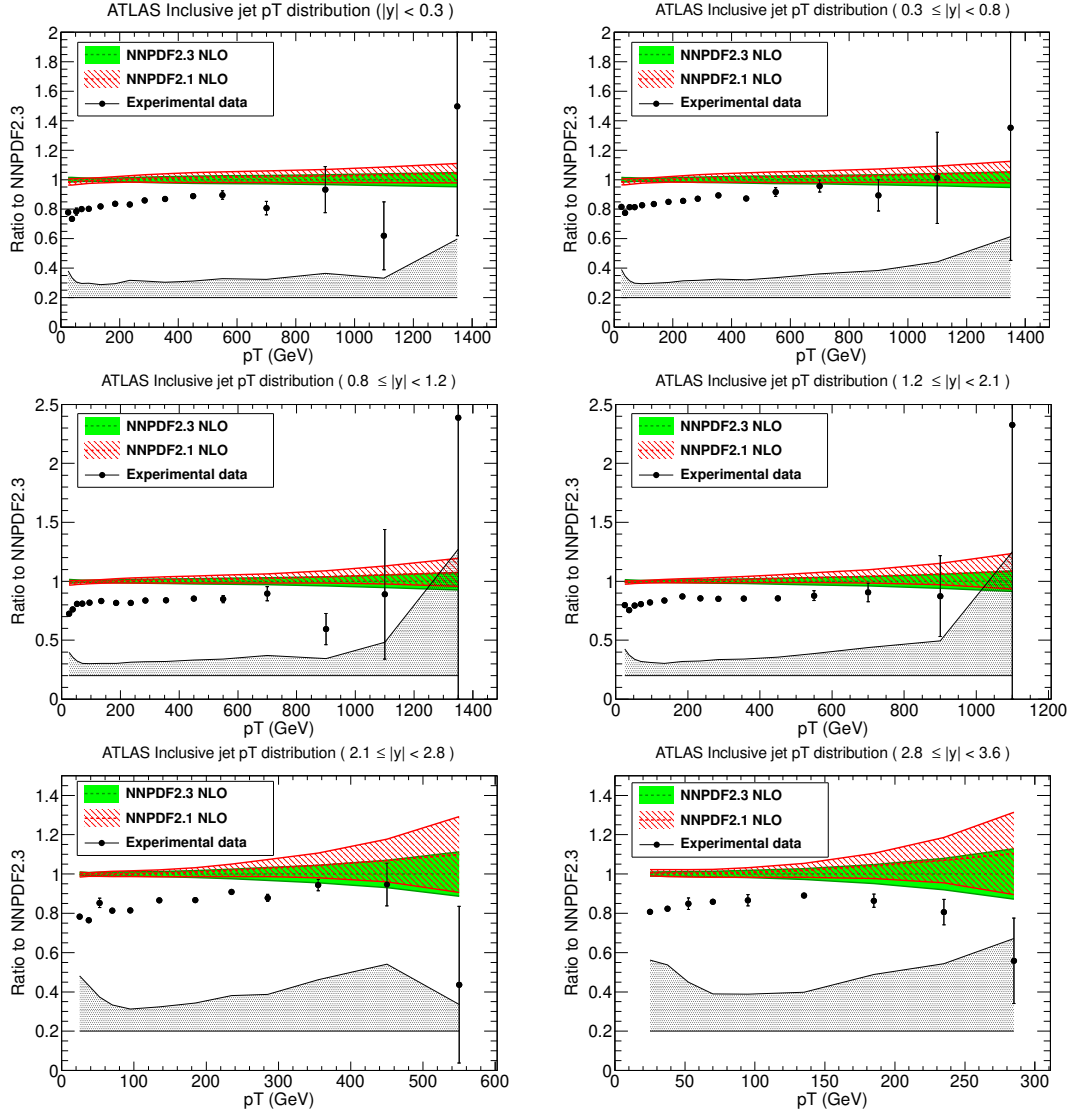 ATLAS Inclusive jet pT distribution (|y| < 0.3)
Ratio to NNPDF2.3
2
1.8
1.6
1.4
1.2
1
0.8
0.6
0.4
0.2
0
NNPDF2.3 NLO
NNPDF2.1 NLO
Experimental data
0 200 400 600 800 1000 1200 1400
pT (GeV)
ATLAS Inclusive jet pT distribution ( 0.3 ≤ |y| < 0.8 )
Ratio to NNPDF2.3
2
1.8
1.6
1.4
1.2
1
0.8
0.6
0.4
0.2
0
NNPDF2.3 NLO
NNPDF2.1 NLO
Experimental data
0 200 400 600 800 1000 1200 1400
pT (GeV)
ATLAS Inclusive jet pT distribution ( 0.8 ≤ |y| < 1.2 )
Ratio to NNPDF2.3
2.5
2
1.5
1
0.5
0
NNPDF2.3 NLO
NNPDF2.1 NLO
Experimental data
0 200 400 600 800 1000 1200 1400
pT (GeV)
ATLAS Inclusive jet pT distribution ( 1.2 ≤ |y| < 2.1 )
Ratio to NNPDF2.3
2.5
2
1.5
1
0.5
0
NNPDF2.3 NLO
NNPDF2.1 NLO
Experimental data
0 200 400 600 800 1000 1200
pT (GeV)
ATLAS Inclusive jet pT distribution ( 2.1 ≤ |y| < 2.8 )
Ratio to NNPDF2.3
1.4
1.2
1
0.8
0.6
0.4
0.2
0
NNPDF2.3 NLO
NNPDF2.1 NLO
Experimental data
0 100 200 300 400 500 600
pT (GeV)
ATLAS Inclusive jet pT distribution ( 2.8 ≤ |y| < 3.6 )
Ratio to NNPDF2.3
1.4
1.2
1
0.8
0.6
0.4
0.2
0
NNPDF2.3 NLO
NNPDF2.1 NLO
Experimental data
0 50 100 150 200 250 300
pT (GeV)